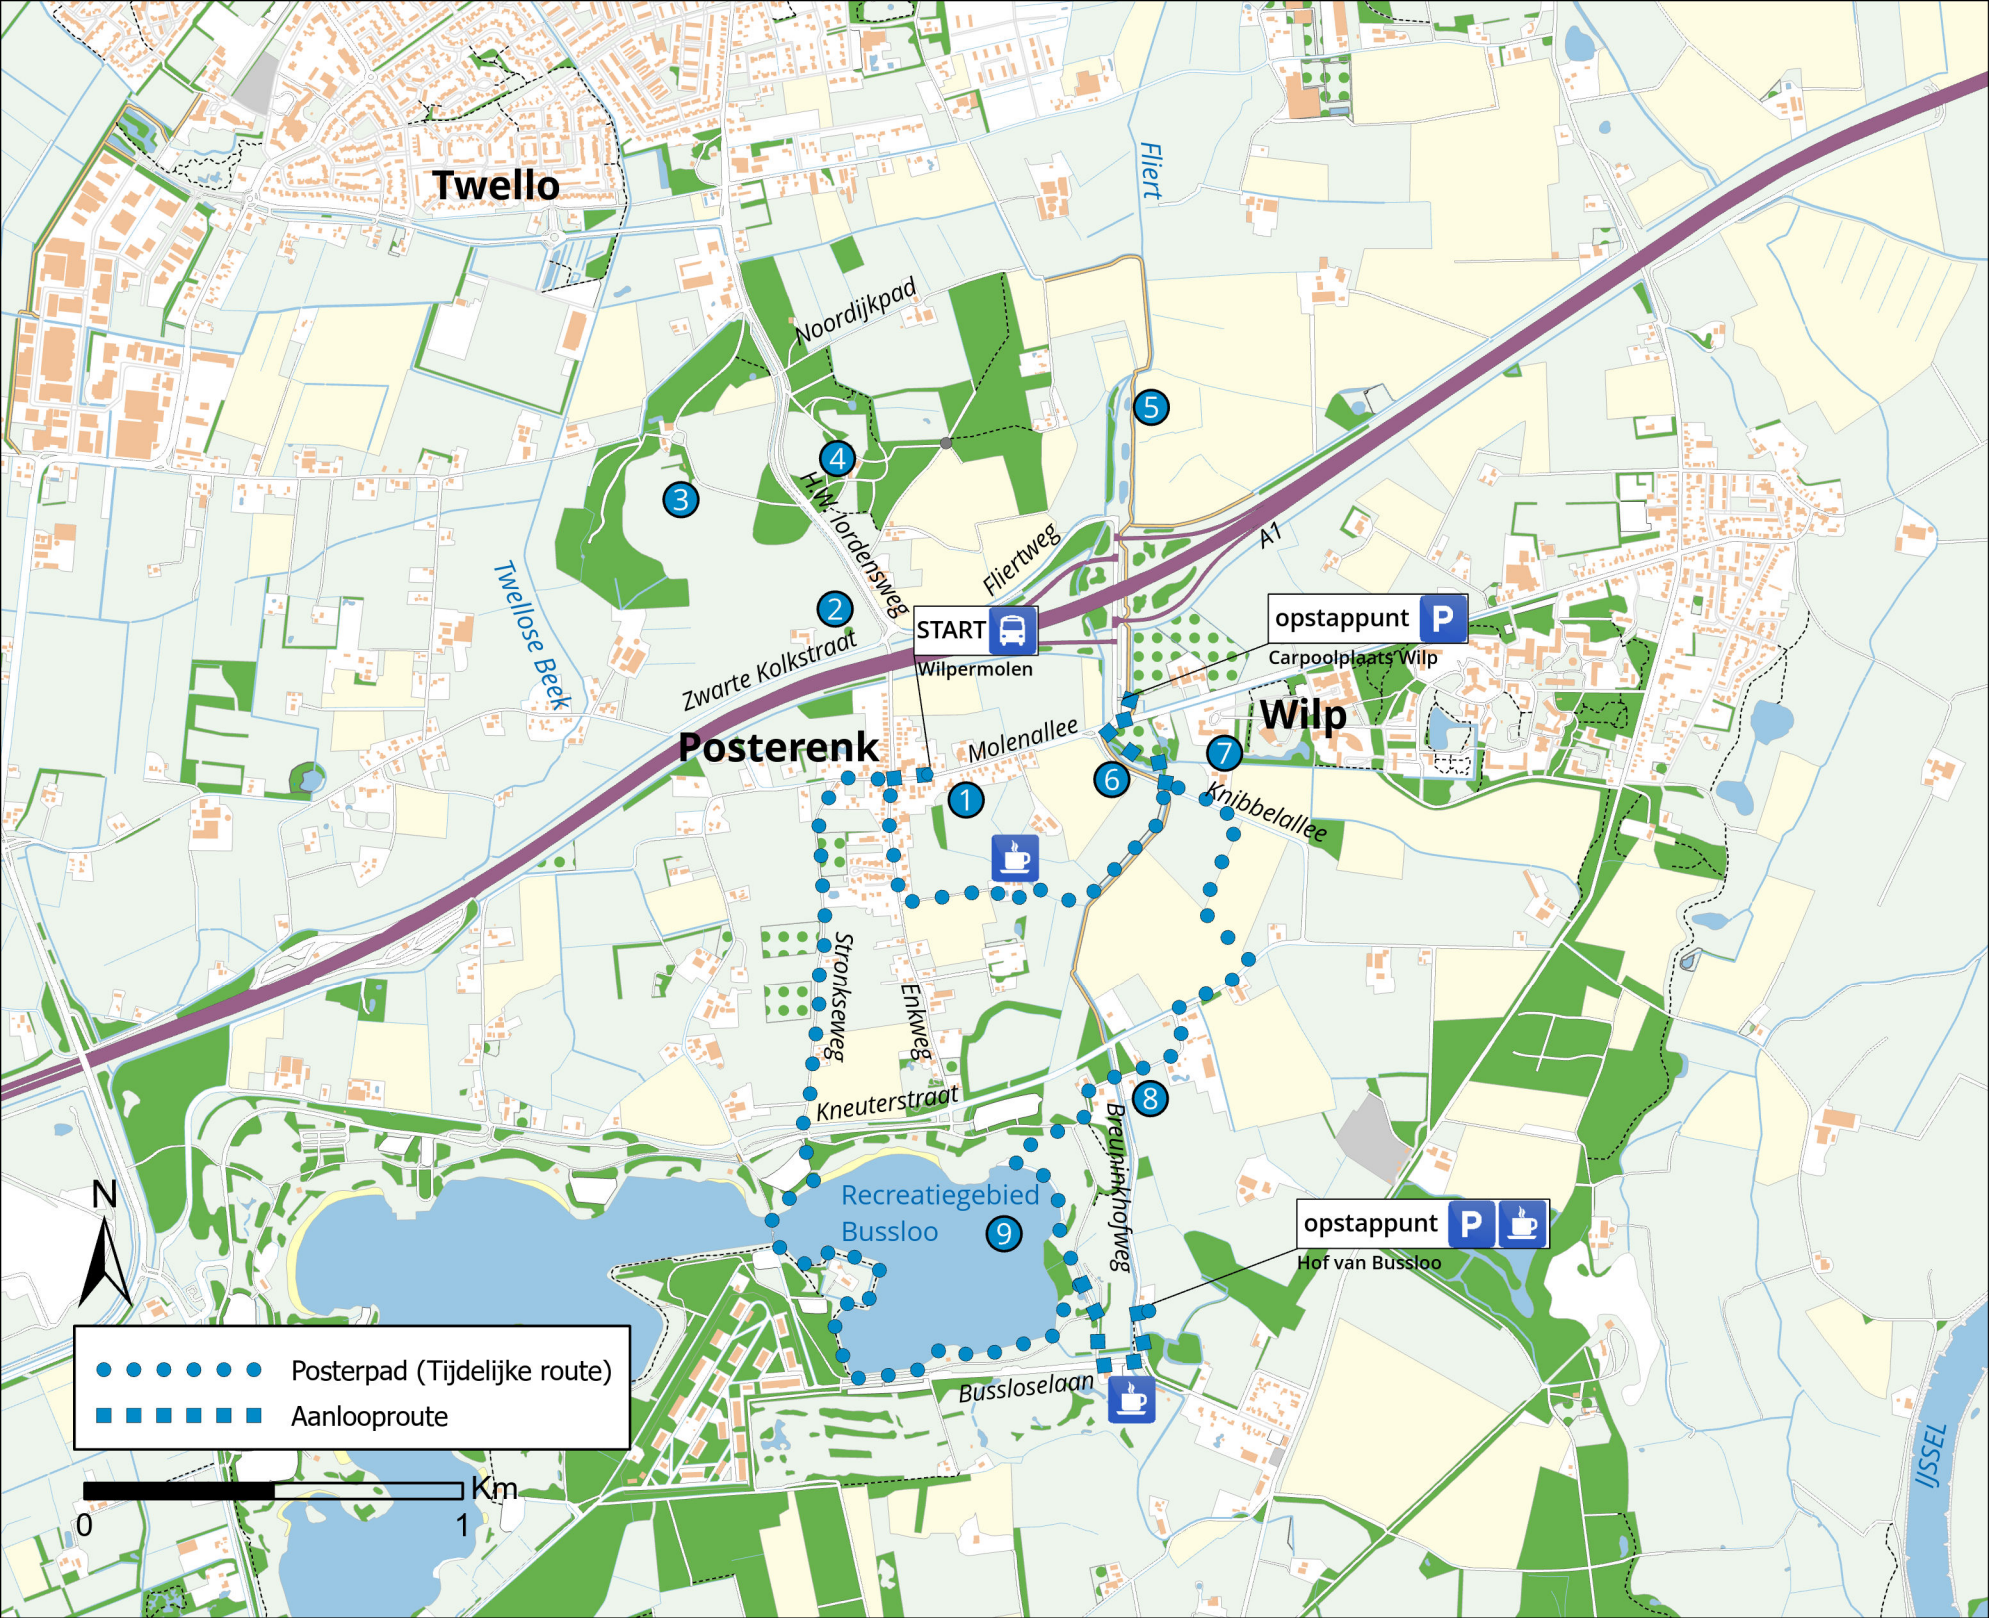 Fliert
Twello
Noordijkpad
5
4
3
H.W. Iordensweg
Fliertweg
A1
Twellose Beek
2
START
Wilpermolen
opstappunt P
Carpoolplaats Wilp
Zwarte Kolkstraat
Wilp
Posterenk
Molenallee
7
6
1
Knibbelallee
Stronkseweg
Enkweg
Kneuterstraat
8
Breuninkhofweg
N
Recreatiegebied
Bussloo
9
opstappunt P
Hof van Bussloo
Posterpad (Tijdelijke route)
Aanlooproute
Bussloselaan
IJSSEL
Km
0
1